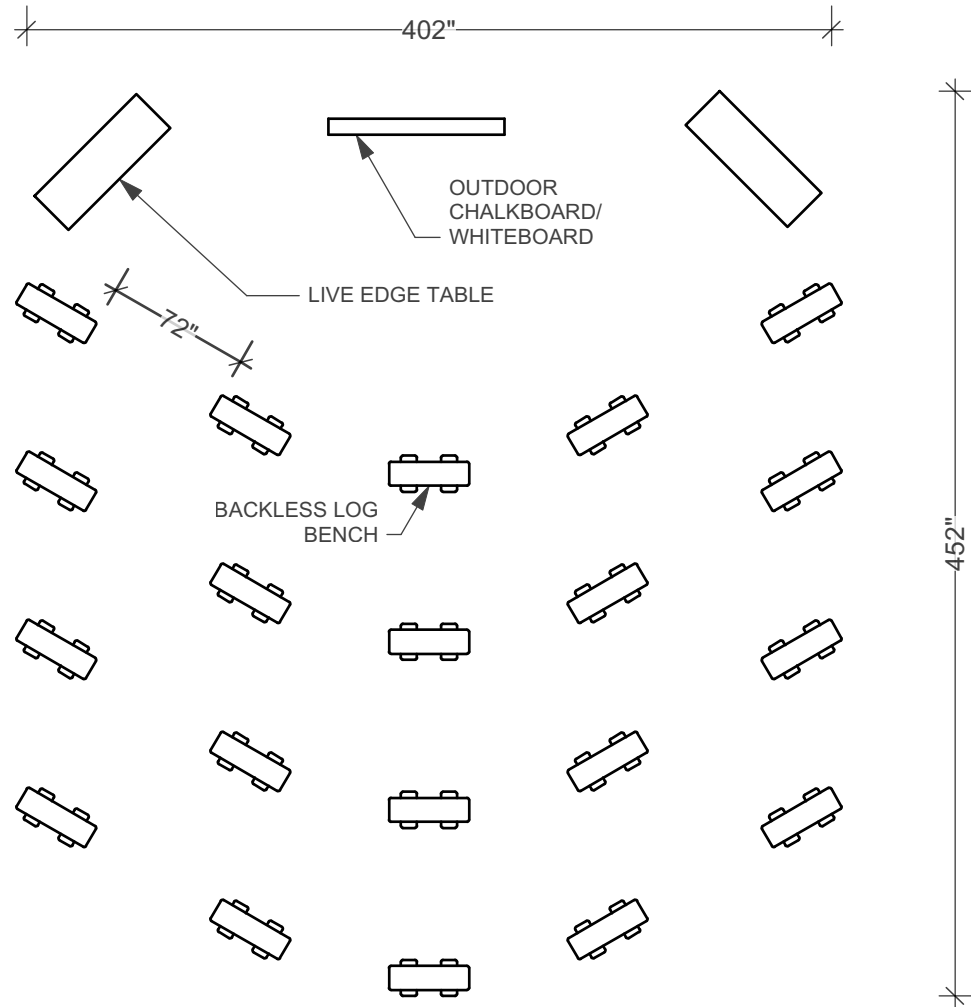 402"
OUTDOOR
CHALKBOARD/
WHITEBOARD
LIVE EDGE TABLE
72"
BACKLESS LOG
BENCH
452"